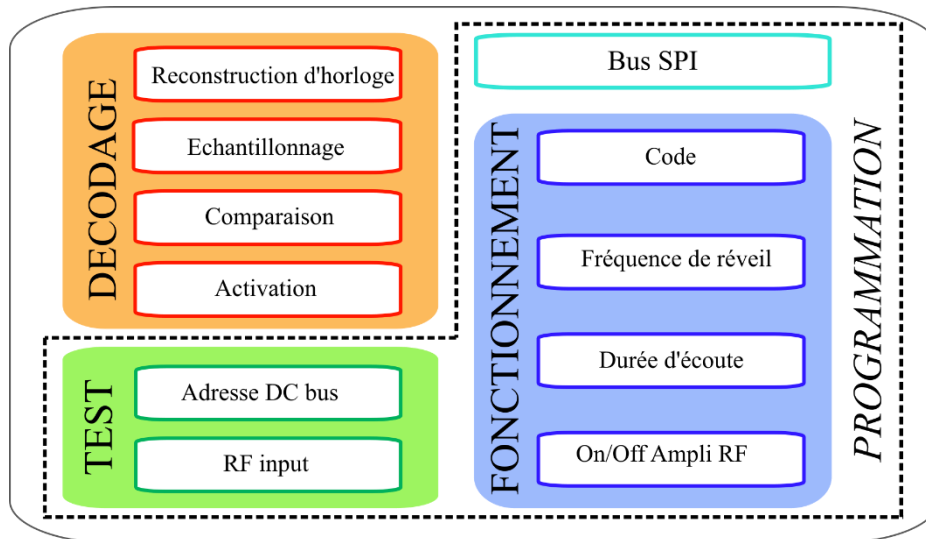 DECODAGE
Reconstruction d'horloge
Echantillonnage
Comparaison
Activation
TEST
Adresse DC bus
RF input
Bus SPI
FONCTIONNEMENT
Code
Fréquence de réveil
Durée d'écoute
On/Off Ampli RF
PROGRAMMATION